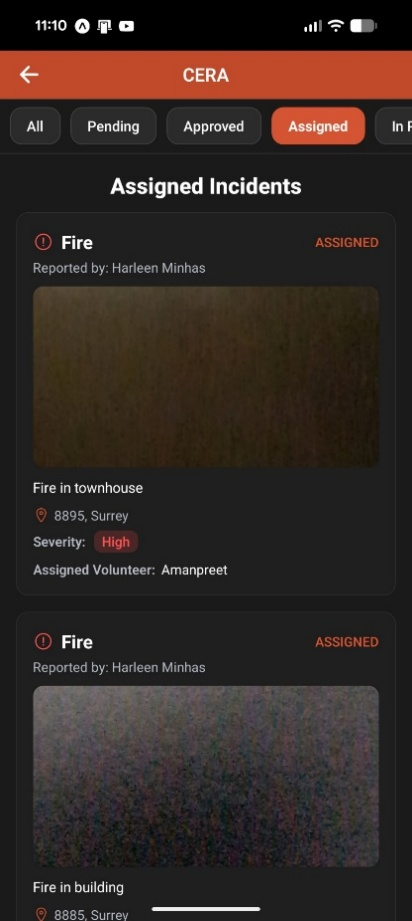 11:10
CERA
All
Pending
Approved
Assigned
In
Assigned Incidents
Fire
ASSIGNED
Reported by: Harleen Minhas
Fire in townhouse
8895, Surrey
Severity: High
Assigned Volunteer: Amanpreet
Fire
ASSIGNED
Reported by: Harleen Minhas
Fire in building
8885, Surrey